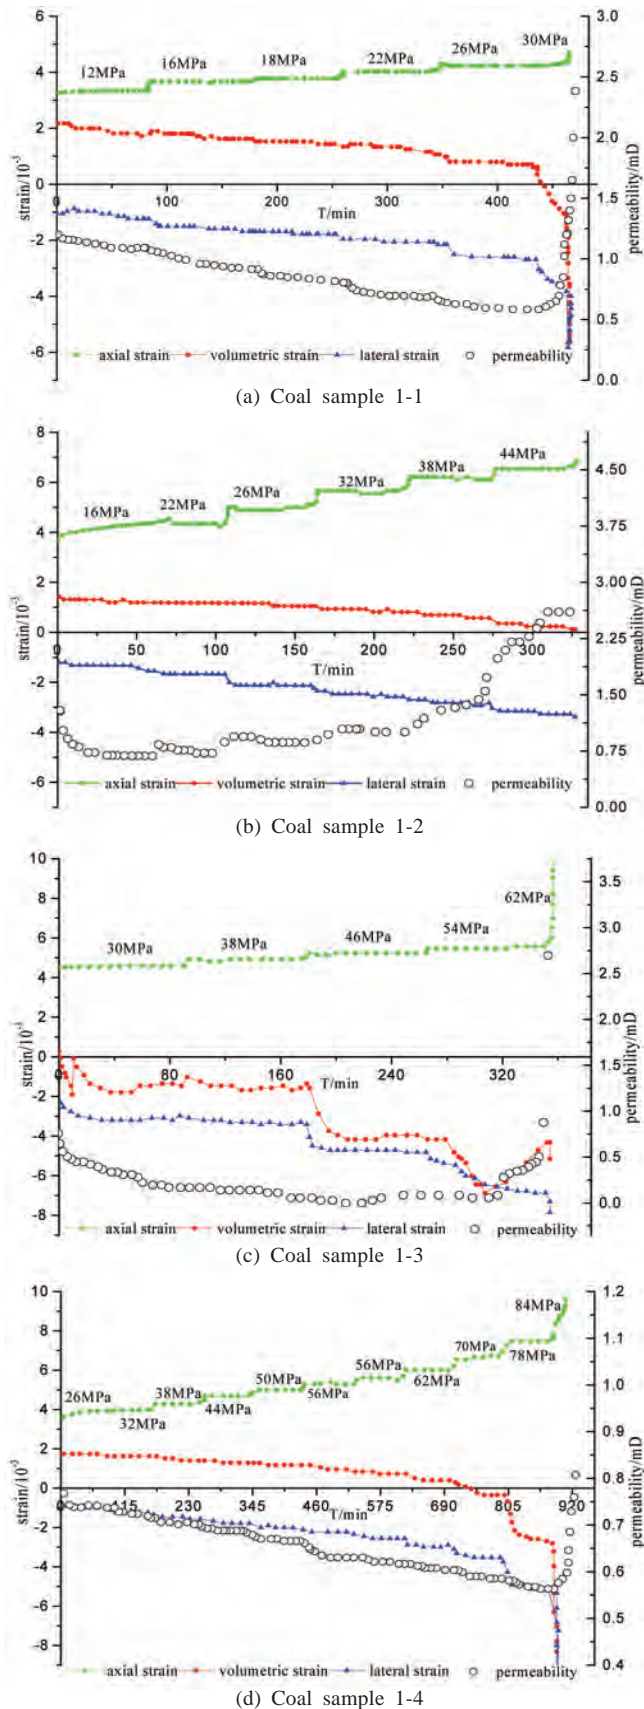 6
4
2
0
-2
-4
-6
strain/10⁻³
12MPa
16MPa
18MPa
22MPa
26MPa
30MPa
100
200
300
400
T/min
3.0
2.5
2.0
1.5
1.0
0.5
0.0
permeability/mD
axial strain volumetric strain lateral strain permeability
(a) Coal sample 1-1
8
6
4
2
0
-2
-4
-6
strain/10⁻³
16MPa
22MPa
26MPa
32MPa
38MPa
44MPa
0
50
100
150
200
250
300
T/min
4.50
3.75
3.00
2.25
1.50
0.75
0.00
permeability/mD
axial strain volumetric strain lateral strain permeability
(b) Coal sample 1-2
10
8
6
4
2
0
-2
-4
-6
-8
strain/10⁻³
30MPa
38MPa
46MPa
54MPa
62MPa
0
80
160
240
320
T/min
3.5
3.0
2.5
2.0
1.5
1.0
0.5
0.0
permeability/mD
axial strain volumetric strain lateral strain permeability
(c) Coal sample 1-3
10
8
6
4
2
0
-2
-4
-6
-8
strain/10⁻³
26MPa
32MPa
38MPa
44MPa
50MPa
56MPa
56MPa
62MPa
70MPa
78MPa
84MPa
0
115
230
345
460
575
690
805
920
T/min
1.2
1.1
1.0
0.9
0.8
0.7
0.6
0.5
0.4
permeability/mD
axial strain volumetric strain lateral strain permeability
(d) Coal sample 1-4